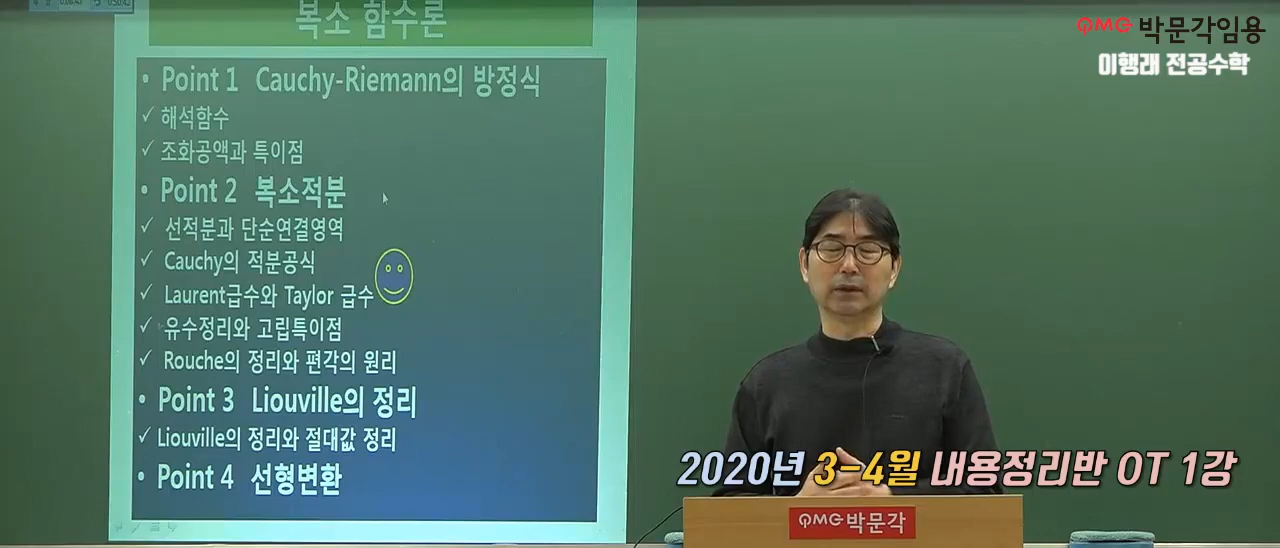 복소 함수론
• Point 1 Cauchy-Riemann의 방정식
✓ 해석함수
✓ 조화공액과 특이점
• Point 2 복소적분
✓ 선적분과 단순연결영역
✓ Cauchy의 적분공식
✓ Laurent급수와 Taylor 급수
✓ 유수정리와 고립특이점
✓ Rouche의 정리와 편각의 원리
• Point 3 Liouville의 정리
✓ Liouville의 정리와 절대값 정리
• Point 4 선형변환
PMG 박문각임용
이행래 전공수학
2020년 3-4월 내용정리반 OT 1강
PMG 박문각